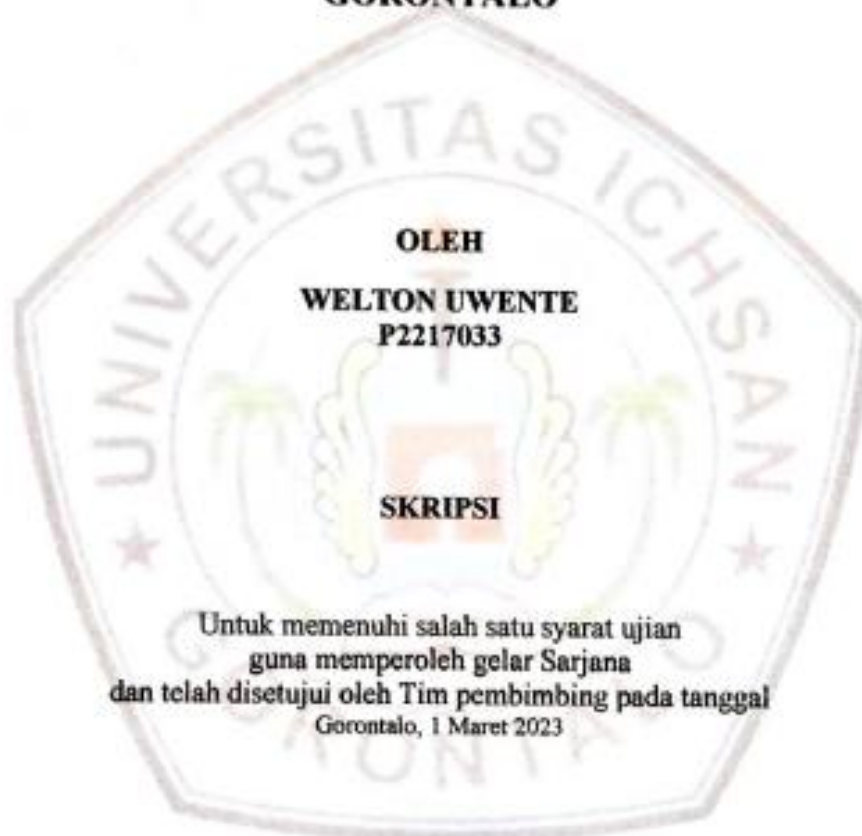 GORONTALO
UNIVERSITAS ICHSAN
OLEH
WELTON UWENTE
P2217033
SKRIPSI
Untuk memenuhi salah satu syarat ujian
guna memperoleh gelar Sarjana
dan telah disetujui oleh Tim pembimbing pada tanggal
Gorontalo, 1 Maret 2023
GORONTALO